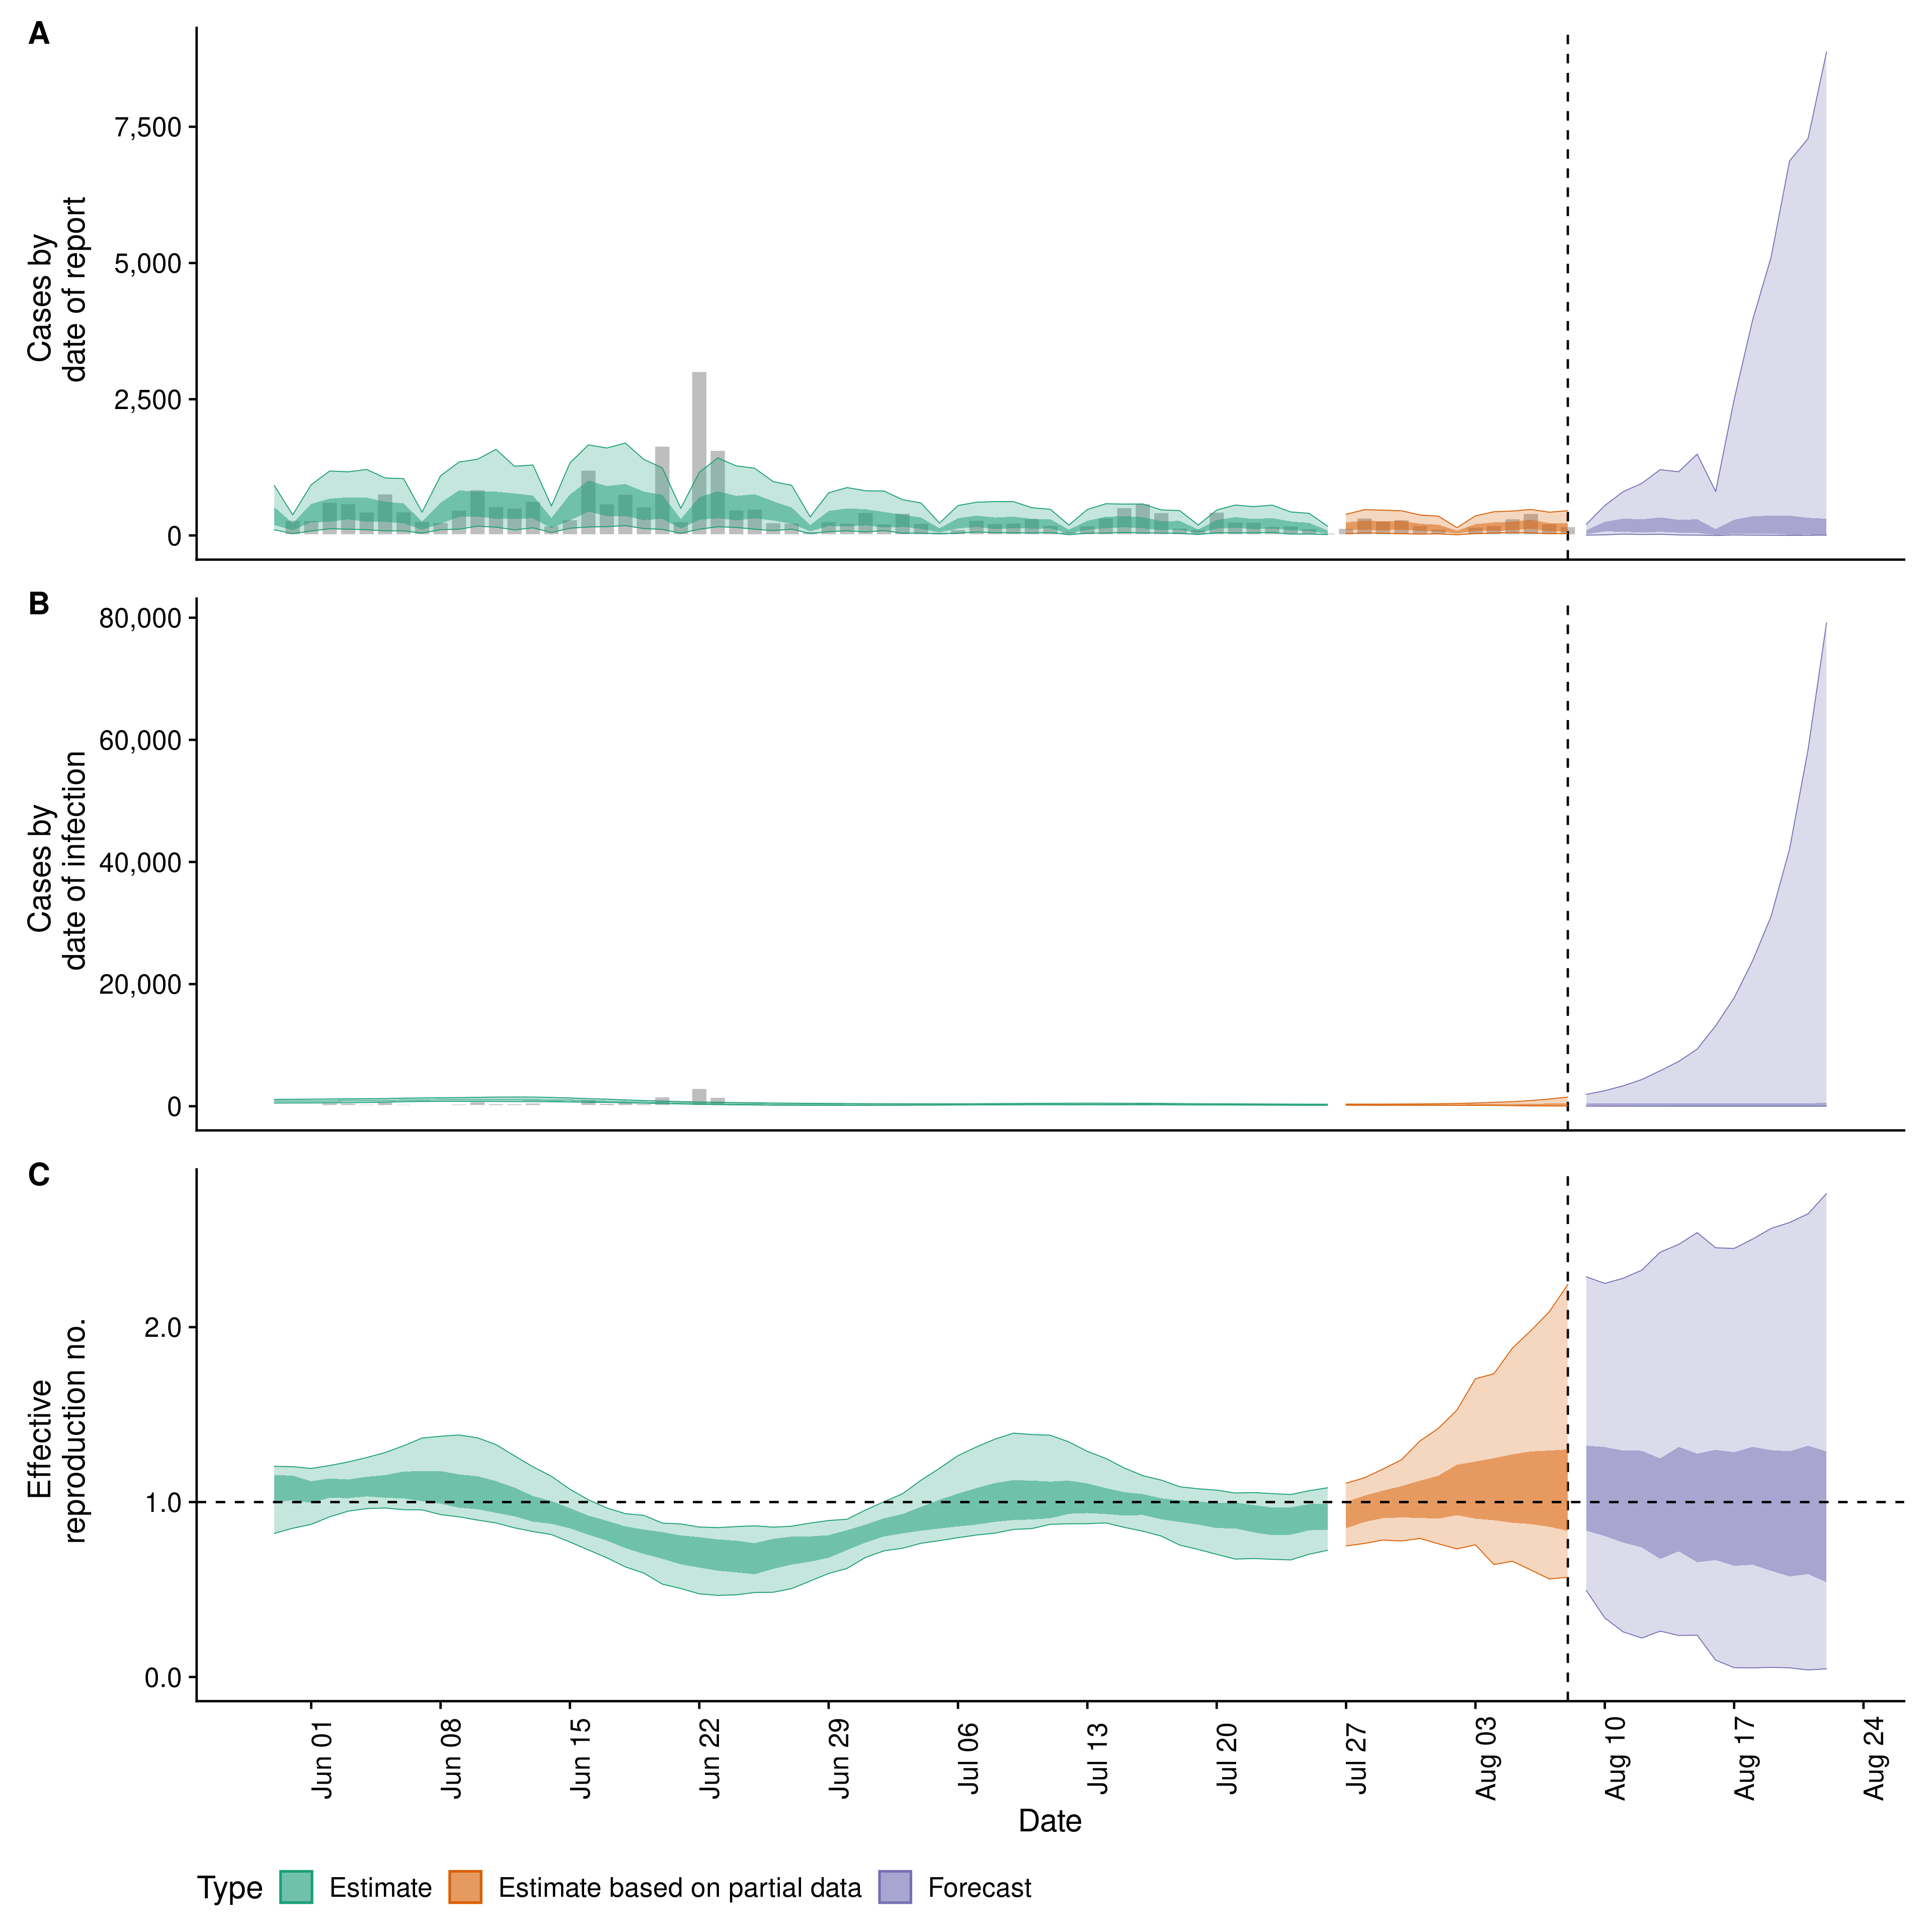 A
Cases by
date of report
7,500
5,000
2,500
0
B
Cases by
date of infection
80,000
60,000
40,000
20,000
0
C
Effective
reproduction no.
2.0
1.0
0.0
Jun 01
Jun 08
Jun 15
Jun 22
Jun 29
Jul 06
Jul 13
Jul 20
Jul 27
Aug 03
Aug 10
Aug 17
Aug 24
Date
Type Estimate Estimate based on partial data Forecast